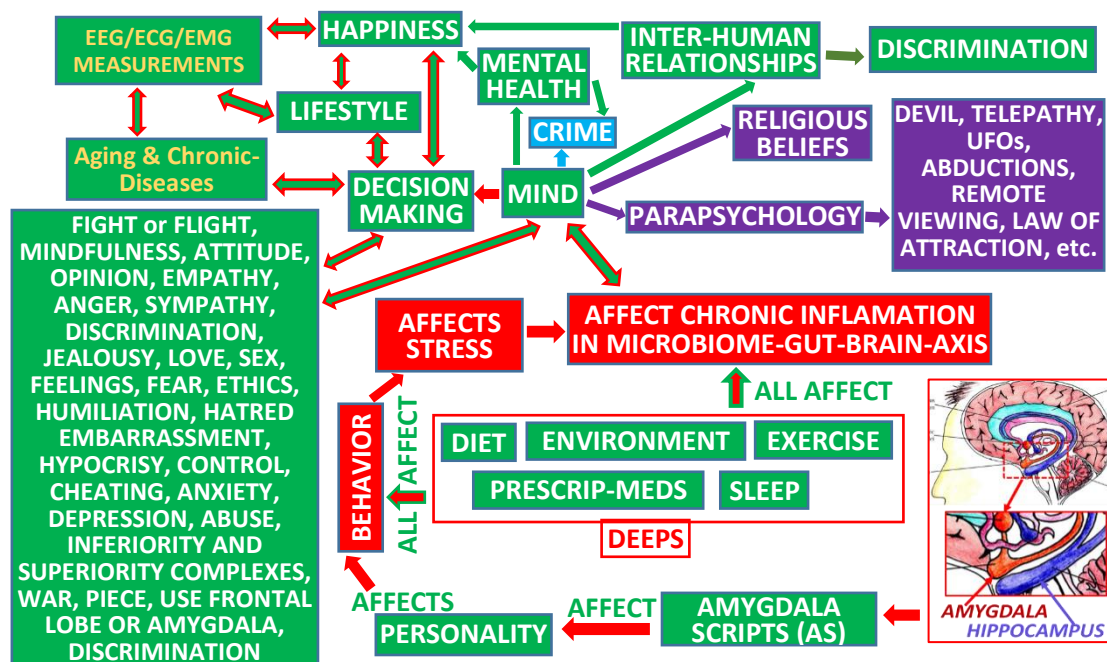 EEG/ECG/EMG
MEASUREMENTS
HAPPINESS
INTER-HUMAN
RELATIONSHIPS
DISCRIMINATION
MENTAL
HEALTH
LIFESTYLE
CRIME
RELIGIOUS
BELIEFS
DEVIL, TELEPATHY,
UFOs,
ABDUCTIONS,
REMOTE
VIEWING, LAW OF
ATTRACTION, etc.
Aging & Chronic-
Diseases
DECISION
MAKING
MIND
PARAPSYCHOLOGY
FIGHT or FLIGHT,
MINDFULNESS, ATTITUDE,
OPINION, EMPATHY,
ANGER, SYMPATHY,
DISCRIMINATION,
JEALOUSY, LOVE, SEX,
FEELINGS, FEAR, ETHICS,
HUMILIATION, HATRED
EMBARRASSMENT,
HYPOCRISY, CONTROL,
CHEATING, ANXIETY,
DEPRESSION, ABUSE,
INFERIORITY AND
SUPERIORITY COMPLEXES,
WAR, PIECE, USE FRONTAL
LOBE OR AMYGDALA,
DISCRIMINATION
AFFECTS
STRESS
AFFECT CHRONIC INFLAMATION
IN MICROBIOME-GUT-BRAIN-AXIS
ALL AFFECT
BEHAVIOR
ALL AFFECT
DIET
ENVIRONMENT
EXERCISE
PRESCRIP-MEDS
SLEEP
DEEPS
AFFECTS
PERSONALITY
AFFECT
AMYGDALA
SCRIPTS (AS)
AMYGDALA
HIPPOCAMPUS